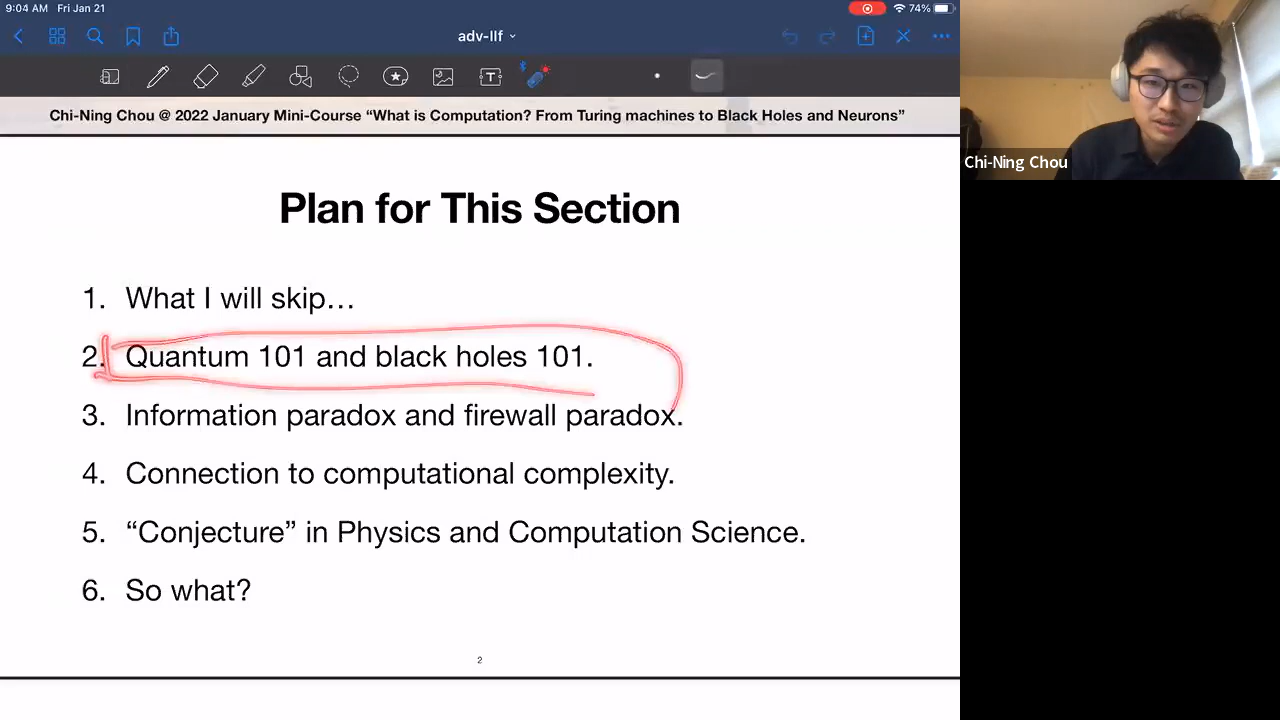 9:04 AM Fri Jan 21
74%
adv-IIf
Chi-Ning Chou @ 2022 January Mini-Course “What is Computation? From Turing machines to Black Holes and Neurons”
Chi-Ning Chou
Plan for This Section
1. What I will skip…
2. Quantum 101 and black holes 101.
3. Information paradox and firewall paradox.
4. Connection to computational complexity.
5. “Conjecture” in Physics and Computation Science.
6. So what?
2